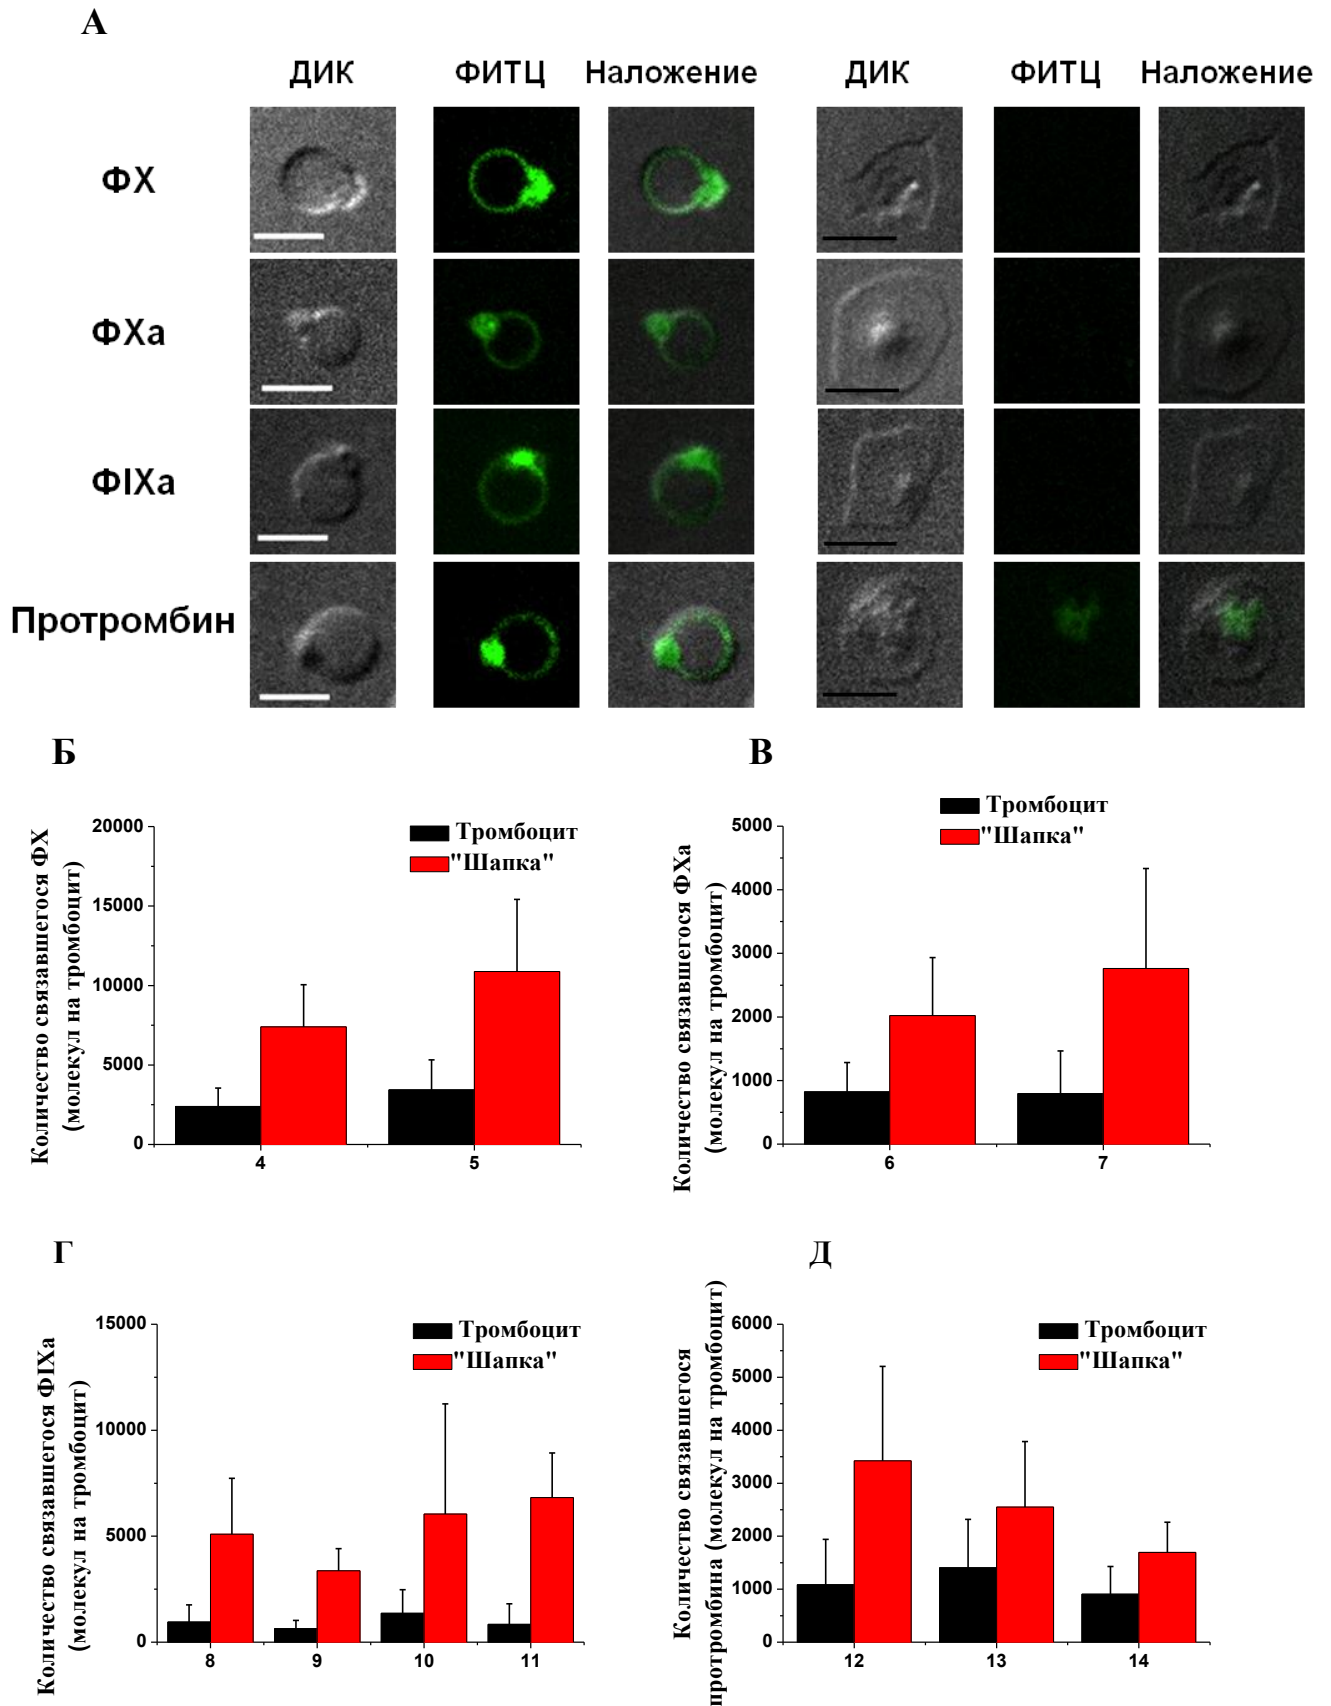 А
ДИК ФИТЦ Наложение ДИК ФИТЦ Наложение
ФХ
ФХа
ФIХа
Протромбин
Б
Количество связавшегося ФХ
(молекул на тромбоцит)
20000
15000
10000
5000
0
Тромбоцит
"Шапка"
4 5
В
Количество связавшегося ФХа
(молекул на тромбоцит)
5000
4000
3000
2000
1000
0
Тромбоцит
"Шапка"
6 7
Г
Количество связавшегося ФIХа
(молекул на тромбоцит)
15000
10000
5000
0
Тромбоцит
"Шапка"
8 9 10 11
Д
Количество связавшегося
протромбина (молекул на тромбоцит)
6000
5000
4000
3000
2000
1000
0
Тромбоцит
"Шапка"
12 13 14